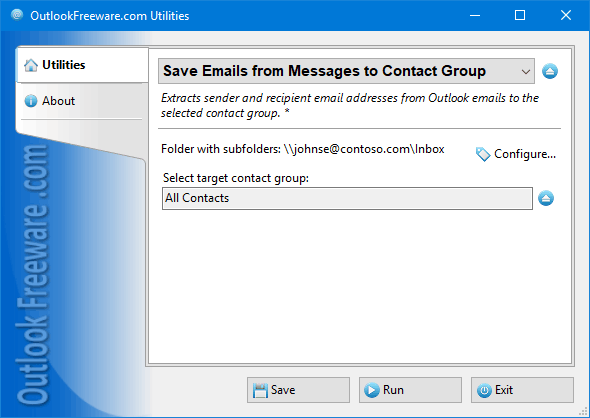 OutlookFreeware.com Utilities
Utilities
About
Outlook Freeware .com
Save Emails from Messages to Contact Group
Extracts sender and recipient email addresses from Outlook emails to the
selected contact group. *
Folder with subfolders: \\johnse@contoso.com\Inbox
Configure...
Select target contact group:
All Contacts
Save
Run
Exit